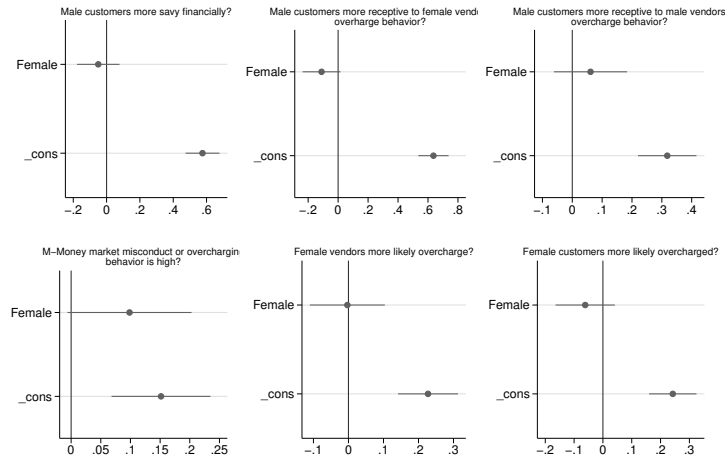 Male customers more savy financially?
Female
_cons
-.2 0 .2 .4 .6
Male customers more receptive to female vend
overharge behavior?
Female
_cons
-.2 0 .2 .4 .6 .8
Male customers more receptive to male vendors
overcharge behavior?
Female
_cons
-.1 0 .1 .2 .3 .4
M-Money market misconduct or overchargin
behavior is high?
Female
_cons
0 .05 .1 .15 .2 .25
Female vendors more likely overcharge?
Female
_cons
-.1 0 .1 .2 .3
Female customers more likely overcharged?
Female
_cons
-.2 -.1 0 .1 .2 .3